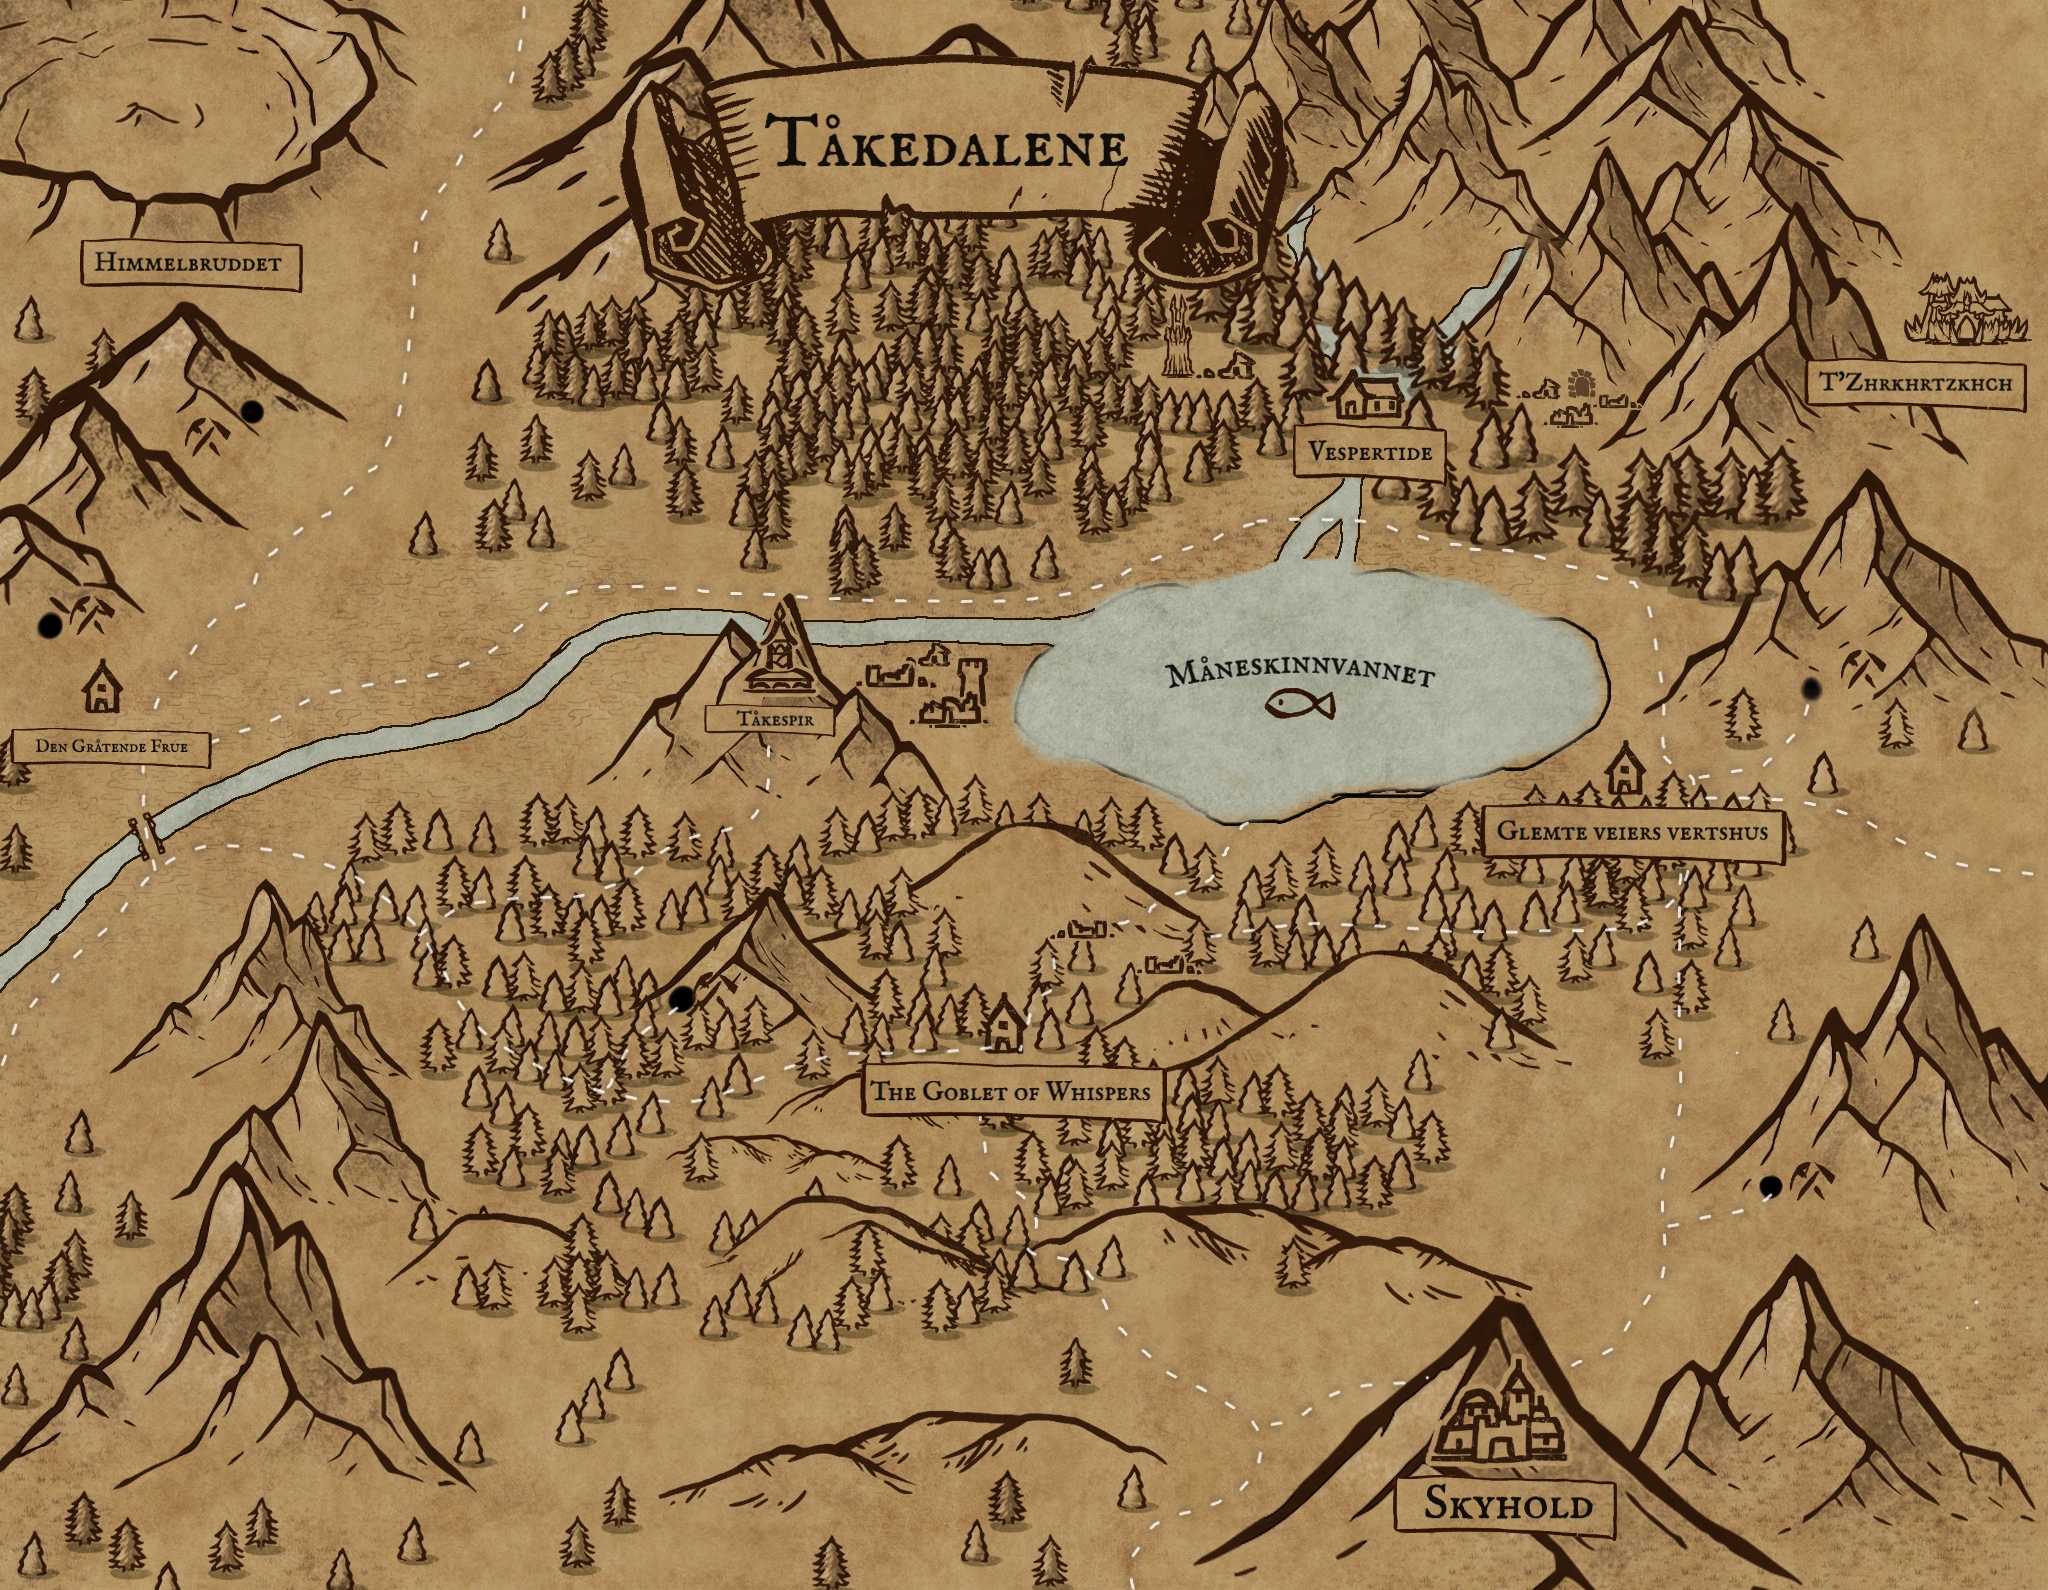 Tåkedalene
Himmelbruddet
T'Zhrkhrtzkhch
Vespertide
Måneskinnvannet
Tåkespir
Den Gråtende Frue
Glemte veiers vertshus
The Goblet of Whispers
Skyhold